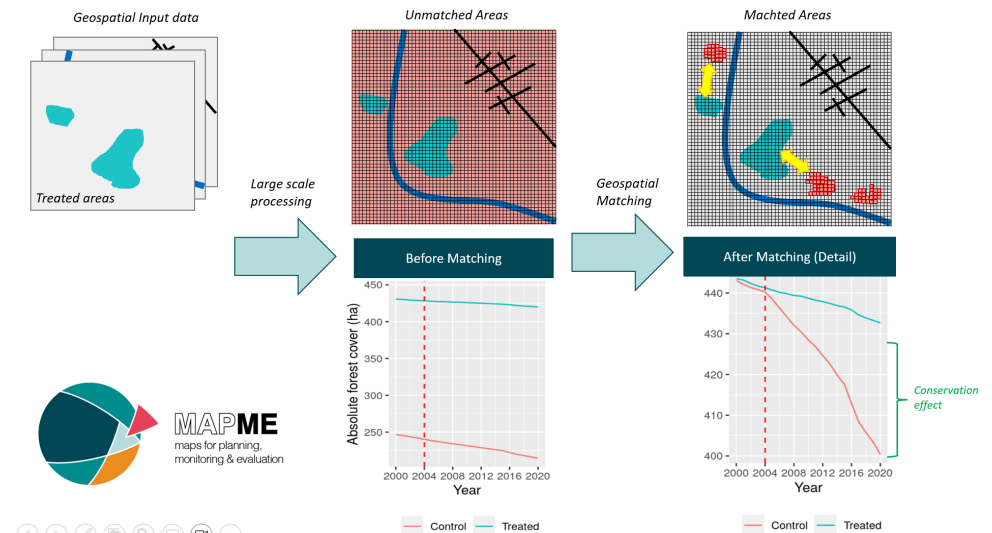 Geospatial Input data
Treated areas
Large scale
processing
Unmatched Areas
Before Matching
Absolute forest cover (ha)
450
400
350
300
250
2000 2004 2008 2012 2016 2020
Year
Control Treated
Geospatial
Matching
Machted Areas
After Matching (Detail)
440
430
420
410
400
2000 2004 2008 2012 2016 2020
Year
Control Treated
Conservation
effect
MAPME
maps for planning,
monitoring & evaluation